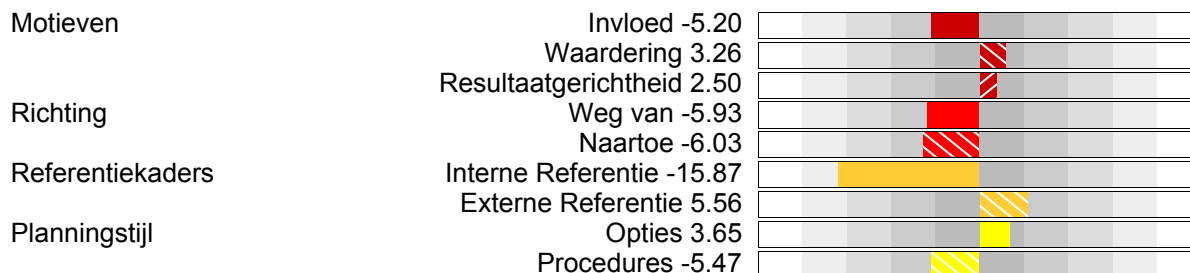 Motieven Invloed -5.20
Waardering 3.26
Resultaatgerichtheid 2.50
Richting Weg van -5.93
Naartoe -6.03
Referentiekaders Interne Referentie -15.87
Externe Referentie 5.56
Planningstijl Opties 3.65
Procedures -5.47